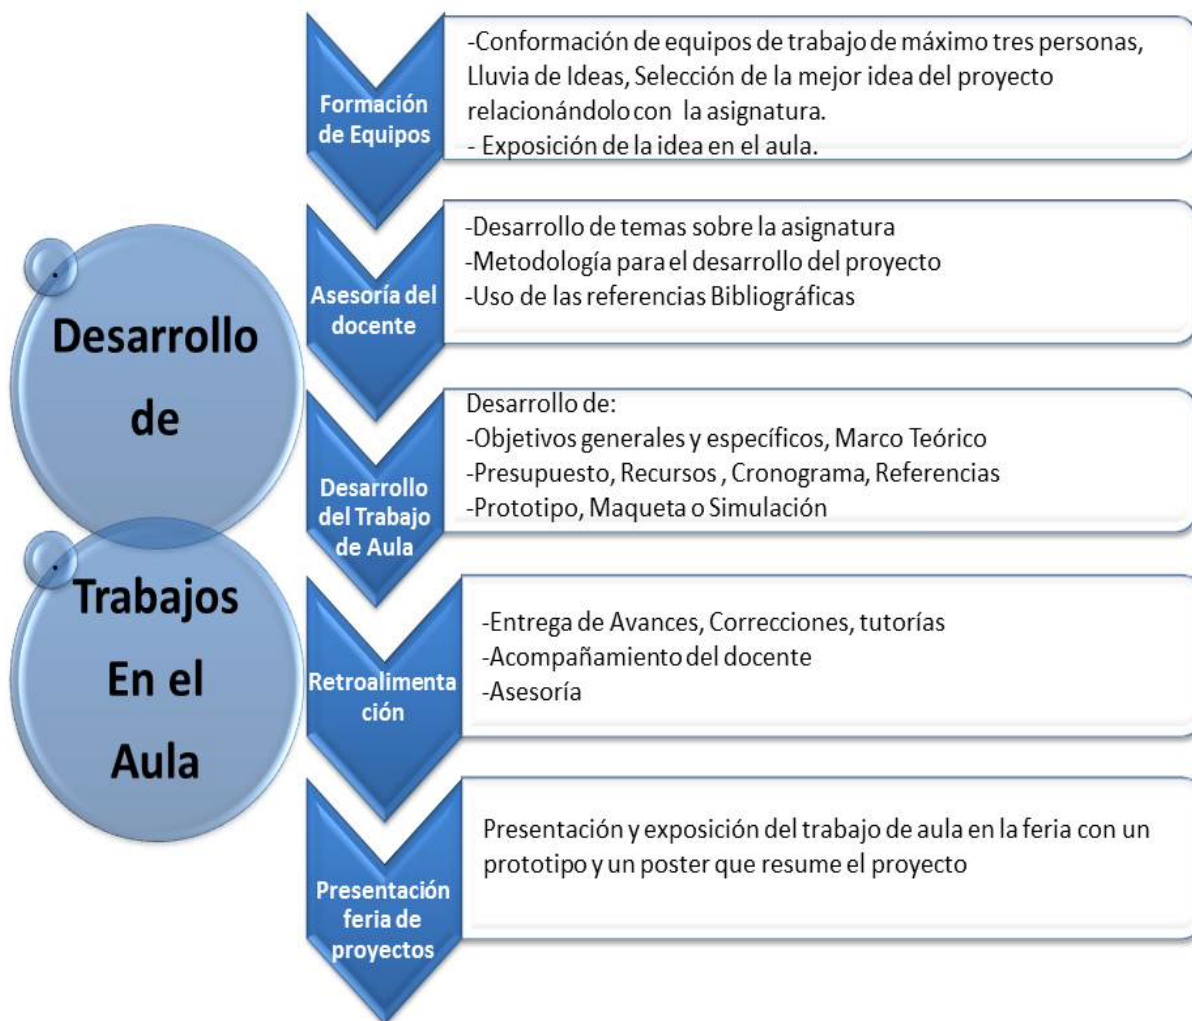 Desarrollo
de
Trabajos
En el
Aula
Formación
de Equipos
-Conformación de equipos de trabajo de máximo tres personas,
Lluvia de Ideas, Selección de la mejor idea del proyecto
relacionándolo con la asignatura.
- Exposición de la idea en el aula.
Asesoría del
docente
-Desarrollo de temas sobre la asignatura
-Metodología para el desarrollo del proyecto
-Uso de las referencias Bibliográficas
Desarrollo
del Trabajo
de Aula
Desarrollo de:
-Objetivos generales y específicos, Marco Teórico
-Presupuesto, Recursos , Cronograma, Referencias
-Prototipo, Maqueta o Simulación
Retroalimenta
ción
-Entrega de Avances, Correcciones, tutorías
-Acompañamiento del docente
-Asesoría
Presentación
feria de
proyectos
Presentación y exposición del trabajo de aula en la feria con un
prototipo y un poster que resume el proyecto